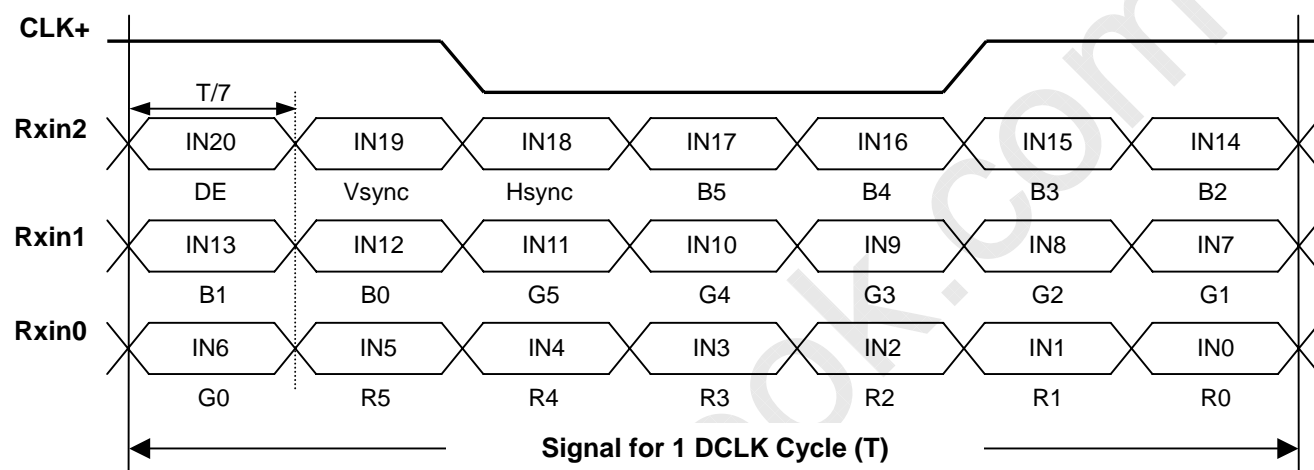 CLK+
T/7
Rxin2
IN20 IN19 IN18 IN17 IN16 IN15 IN14
DE Vsync Hsync B5 B4 B3 B2
Rxin1
IN13 IN12 IN11 IN10 IN9 IN8 IN7
B1 B0 G5 G4 G3 G2 G1
Rxin0
IN6 IN5 IN4 IN3 IN2 IN1 IN0
G0 R5 R4 R3 R2 R1 R0
Signal for 1 DCLK Cycle (T)
ook.com